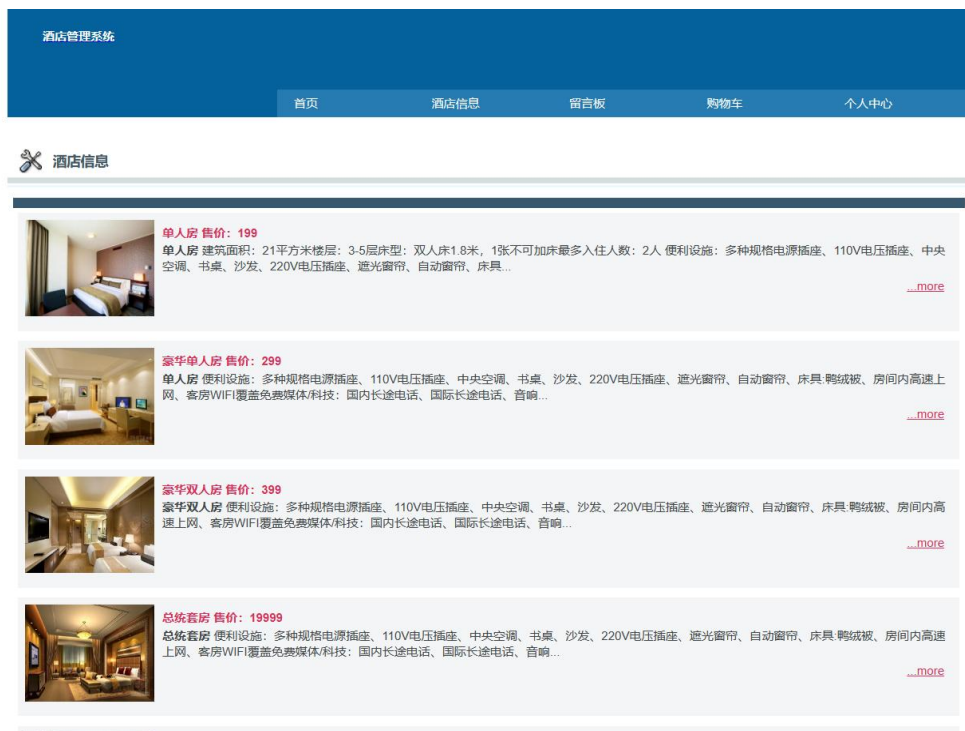 酒店管理系统
首页 酒店信息 留言板 购物车 个人中心
酒店信息
单人房 售价：199
单人房 建筑面积：21平方米楼层：3-5层床型：双人床1.8米，1张不可加床最多入住人数：2人 便利设施：多种规格电源插座、110V电压插座、中央
空调、书桌、沙发、220V电压插座、遮光窗帘、自动窗帘、床具...
...more
豪华单人房 售价：299
单人房 便利设施：多种规格电源插座、110V电压插座、中央空调、书桌、沙发、220V电压插座、遮光窗帘、自动窗帘、床具:鸭绒被、房间内高速上
网、客房WIFI覆盖免费媒体/科技：国内长途电话、国际长途电话、音响...
...more
豪华双人房 售价：399
豪华双人房 便利设施：多种规格电源插座、110V电压插座、中央空调、书桌、沙发、220V电压插座、遮光窗帘、自动窗帘、床具:鸭绒被、房间内高
速上网、客房WIFI覆盖免费媒体/科技：国内长途电话、国际长途电话、音响...
...more
总统套房 售价：19999
总统套房 便利设施：多种规格电源插座、110V电压插座、中央空调、书桌、沙发、220V电压插座、遮光窗帘、自动窗帘、床具:鸭绒被、房间内高速
上网、客房WIFI覆盖免费媒体/科技：国内长途电话、国际长途电话、音响...
...more